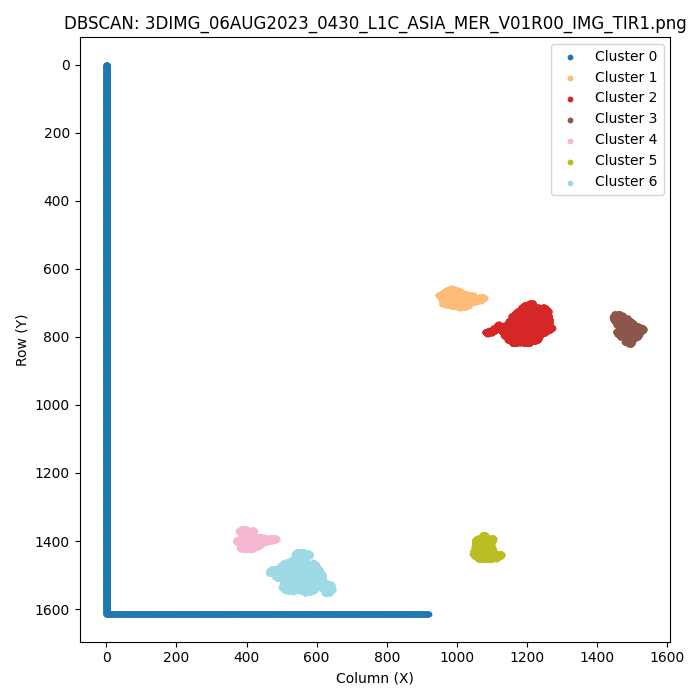 DBSCAN: 3DIMG_06AUG2023_0430_L1C_ASIA_MER_V01R00_IMG_TIR1.png
Cluster 0
Cluster 1
Cluster 2
Cluster 3
Cluster 4
Cluster 5
Cluster 6
Row (Y)
0
200
400
600
800
1000
1200
1400
1600
0 200 400 600 800 1000 1200 1400 1600
Column (X)